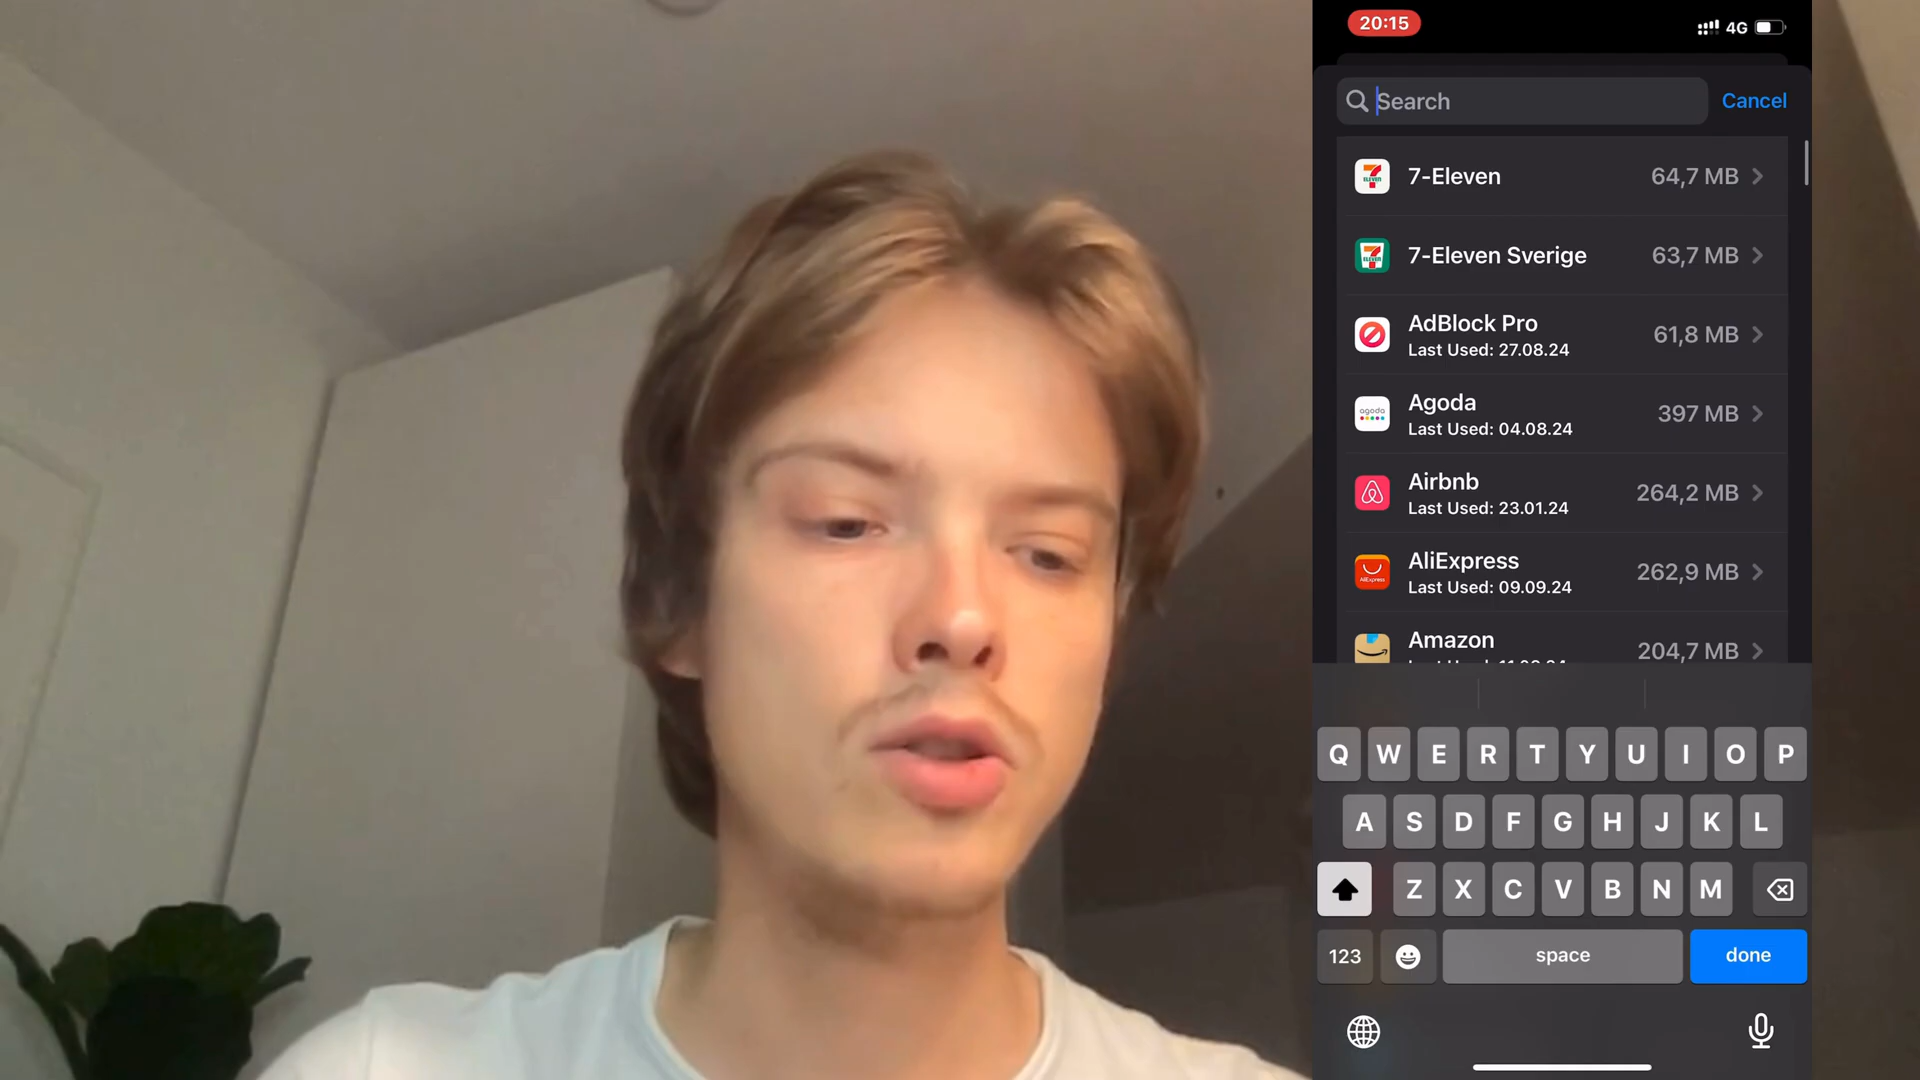 20:15
4G
Search
Cancel
7-Eleven
64,7 MB
7-Eleven Sverige
63,7 MB
AdBlock Pro
Last Used: 27.08.24
61,8 MB
agoda
Agoda
Last Used: 04.08.24
397 MB
Airbnb
Last Used: 23.01.24
264,2 MB
AliExpress
AliExpress
Last Used: 09.09.24
262,9 MB
Amazon
204,7 MB
Q W E R T Y U I O P
A S D F G H J K L
Z X C V B N M
123
space
done